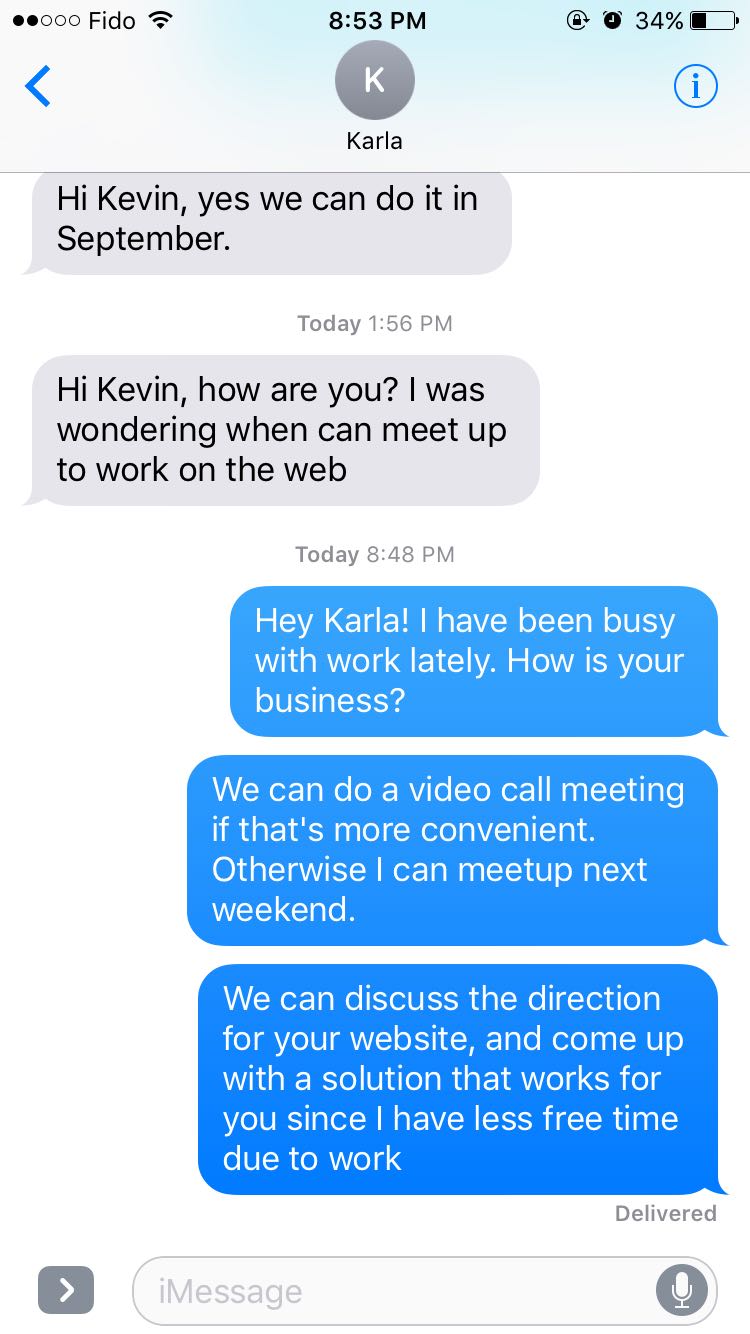 Fido 8:53 PM 34%
K
Karla
Hi Kevin, yes we can do it in
September.
Today 1:56 PM
Hi Kevin, how are you? I was
wondering when can meet up
to work on the web
Today 8:48 PM
Hey Karla! I have been busy
with work lately. How is your
business?
We can do a video call meeting
if that's more convenient.
Otherwise I can meetup next
weekend.
We can discuss the direction
for your website, and come up
with a solution that works for
you since I have less free time
due to work
Delivered
iMessage